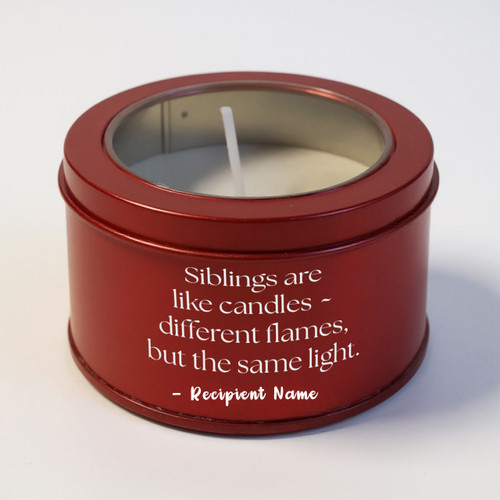 Siblings are
like candles ~
different flames,
but the same light.
- Recipient Name